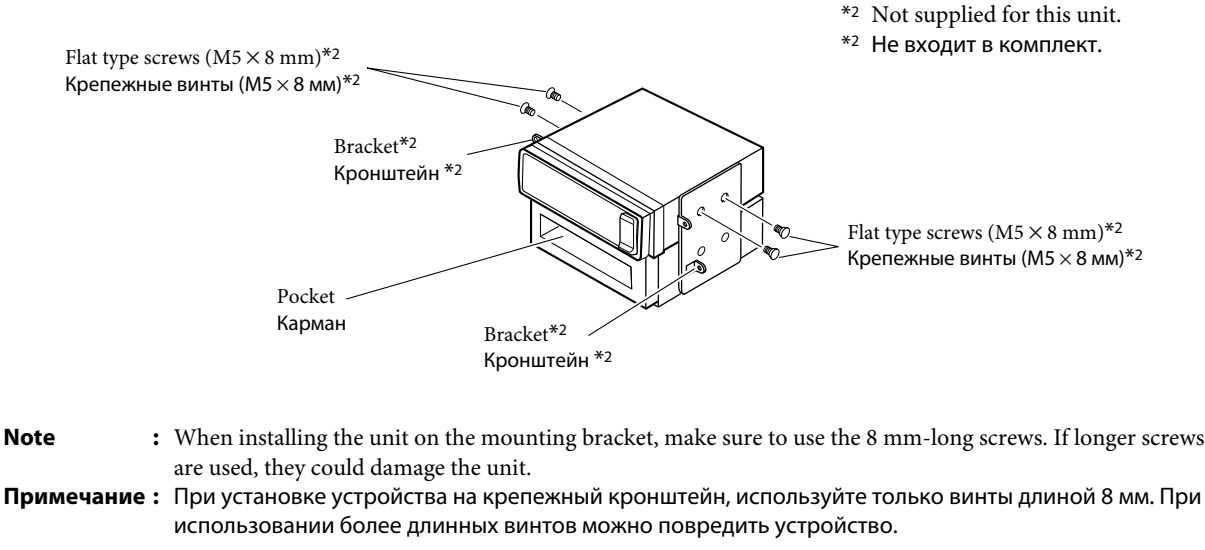 *2 Not supplied for this unit.
*2 Не входит в комплект.
Flat type screws (M5 × 8 mm)*2
Крепежные винты (M5 × 8 мм)*2
Bracket*2
Кронштейн *2
Flat type screws (M5 × 8 mm)*2
Крепежные винты (M5 × 8 мм)*2
Pocket
Карман
Bracket*2
Кронштейн *2
Note : When installing the unit on the mounting bracket, make sure to use the 8 mm-long screws. If longer screws
are used, they could damage the unit.
Примечание : При установке устройства на крепежный кронштейн, используйте только винты длиной 8 мм. При
использовании более длинных винтов можно повредить устройство.